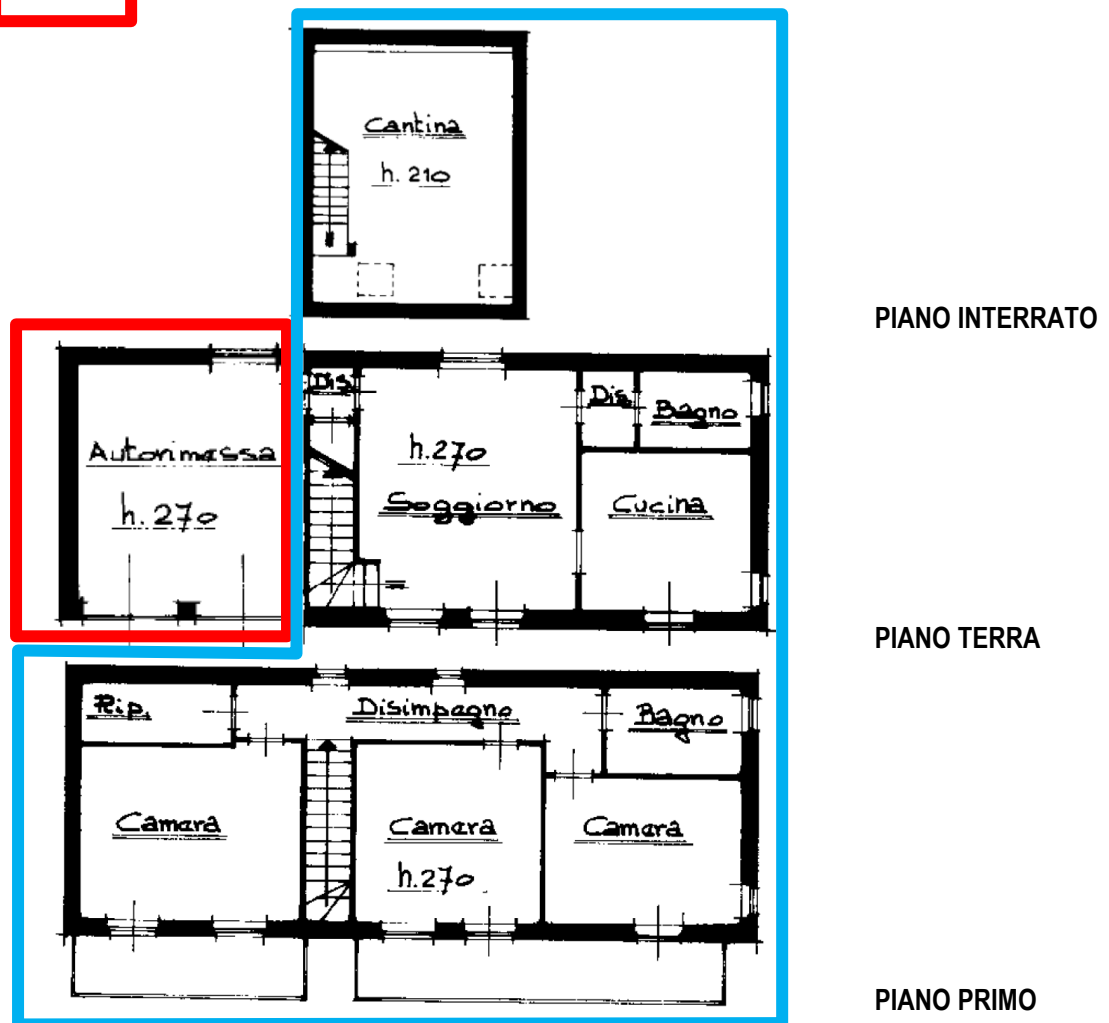 Cantina
h. 210
PIANO INTERRATO
Dis.
Dis.
Bagno
Autorimessa
h. 270
h. 270
Soggiorno
Cucina
PIANO TERRA
Rip.
Disimpegno
Bagno
Camera
Camera
h. 270
Camera
PIANO PRIMO